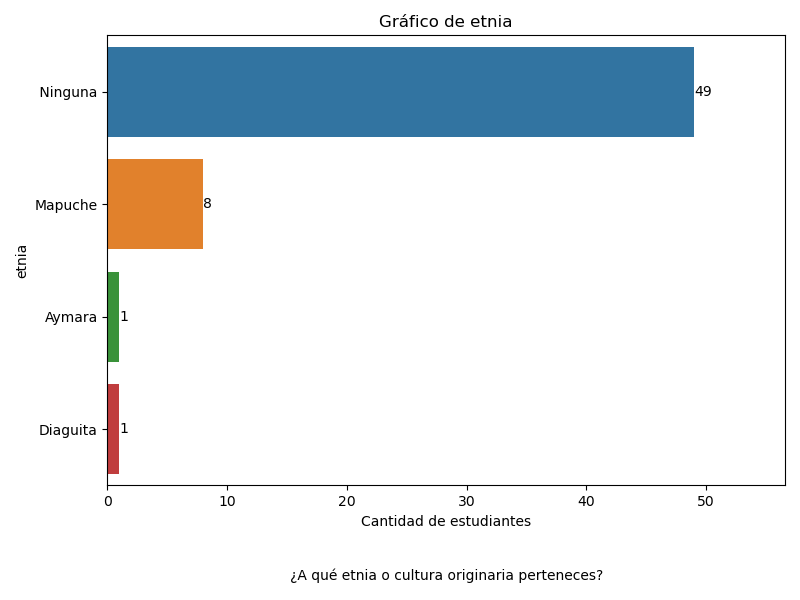 Gráfico de etnia
Ninguna
49
Mapuche
8
etnia
Aymara
1
Diaguita
1
0
10
20
30
40
50
Cantidad de estudiantes
¿A qué etnia o cultura originaria perteneces?